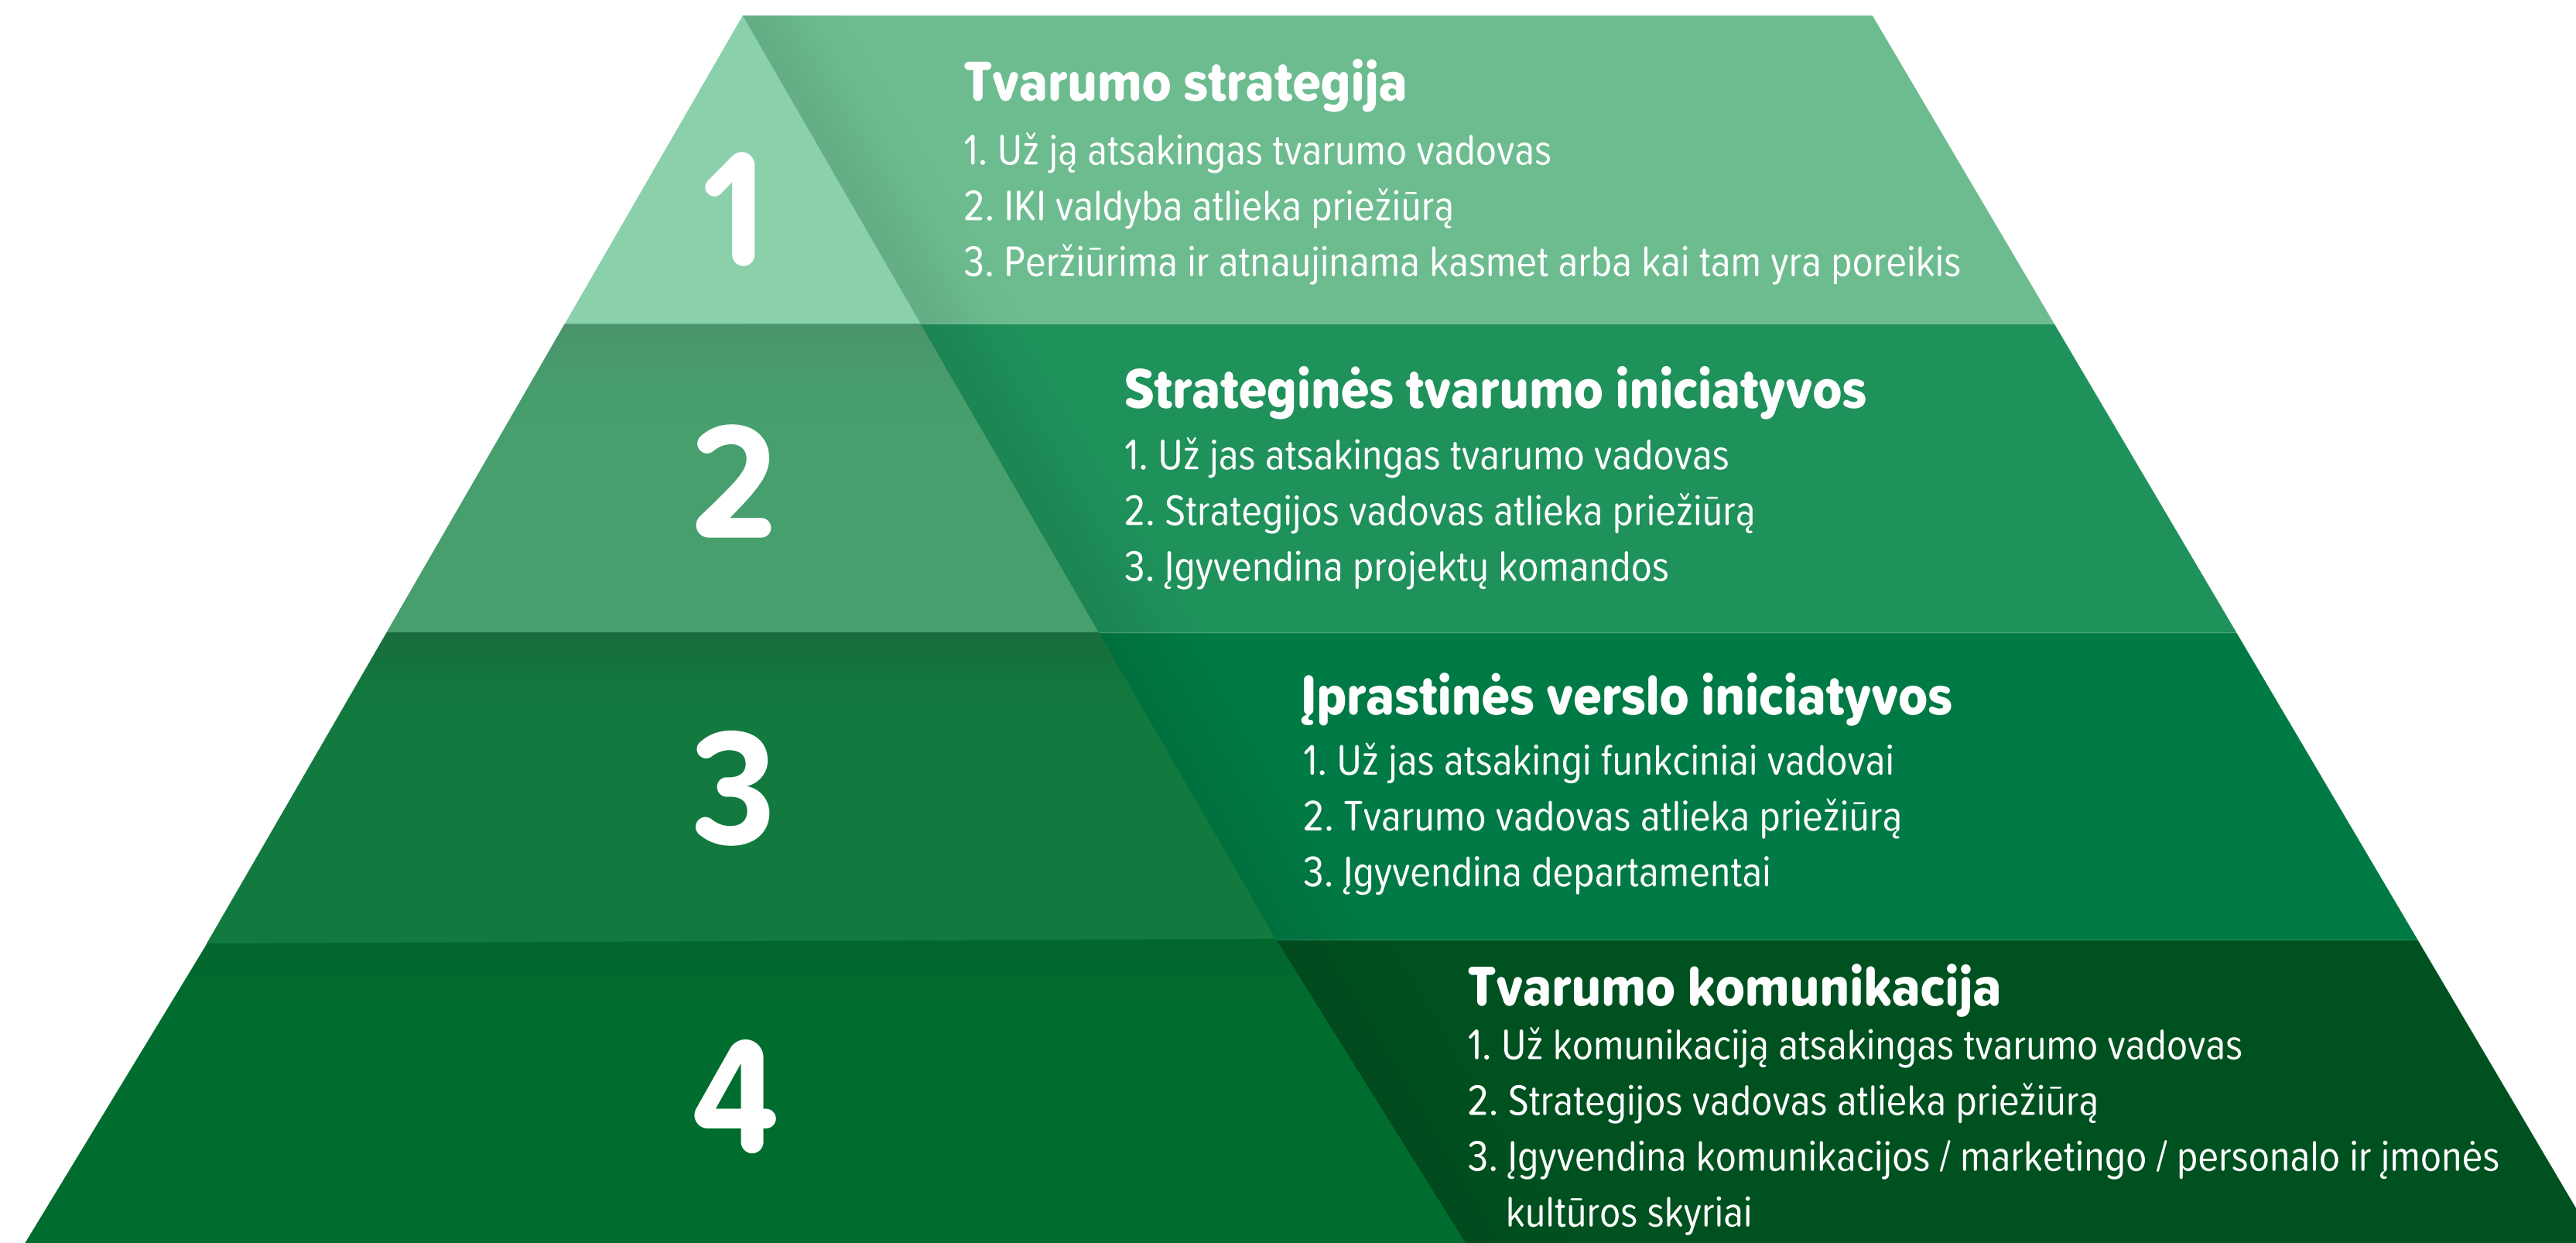 1
Tvarumo strategija
1. Už ją atsakingas tvarumo vadovas
2. IKI valdyba atlieka priežiūrą
3. Peržiūrima ir atnaujinama kasmet arba kai tam yra poreikis
2
Strateginės tvarumo iniciatyvos
1. Už jas atsakingas tvarumo vadovas
2. Strategijos vadovas atlieka priežiūrą
3. Įgyvendina projektų komandos
3
Įprastinės verslo iniciatyvos
1. Už jas atsakingi funkciniai vadovai
2. Tvarumo vadovas atlieka priežiūrą
3. Įgyvendina departamentai
4
Tvarumo komunikacija
1. Už komunikaciją atsakingas tvarumo vadovas
2. Strategijos vadovas atlieka priežiūrą
3. Įgyvendina komunikacijos / marketingo / personalo ir įmonės
kultūros skyriai